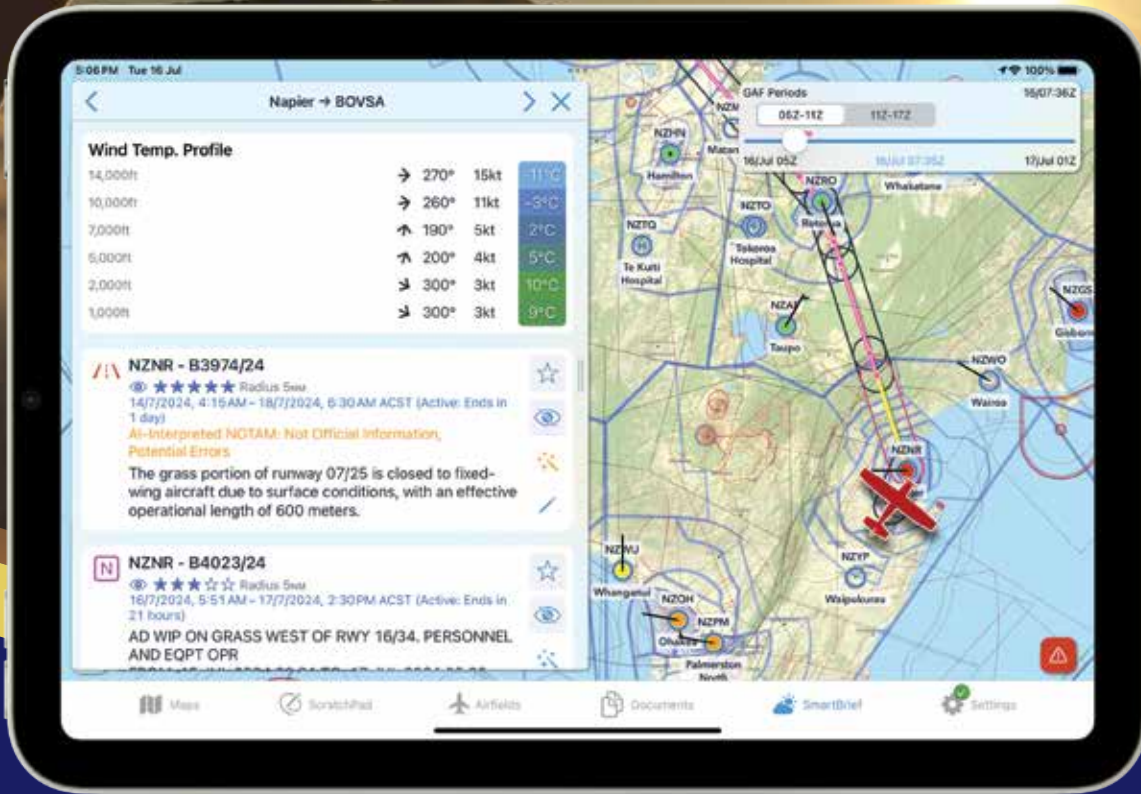 5:06PM Tue 16 Jul
100%
Napier → BOVSA
Wind Temp. Profile
14,000ft 270° 15kt -11°C
10,000ft 260° 11kt -3°C
7,000ft 190° 5kt 2°C
5,000ft 200° 4kt 5°C
2,000ft 300° 3kt 10°C
1,000ft 300° 3kt 9°C
NZNR - B3974/24
Radius 5NM
14/7/2024, 4:15AM – 18/7/2024, 6:30AM ACST (Active: Ends in
1 day)
AI-Interpreted NOTAM: Not Official Information,
Potential Errors
The grass portion of runway 07/25 is closed to fixed-
wing aircraft due to surface conditions, with an effective
operational length of 600 meters.
N
NZNR - B4023/24
Radius 5NM
16/7/2024, 5:51AM – 17/7/2024, 2:30PM ACST (Active: Ends in
21 hours)
AD WIP ON GRASS WEST OF RWY 16/34. PERSONNEL
AND EQPT OPR
GAF Periods 16/07:36Z
05Z-11Z 11Z-17Z
16/Jul 05Z 17/Jul 01Z
NZHN
Hamilton
NZRO
Whakatane
NZTO
Tokoroa
Hospital
NZTQ
Te Kuiti
Hospital
Taupo
NZWO
Wairoa
NZNR
NZYP
Waipukurau
Whanganui
NZOH
Ohakea
NZPM
Palmerston
North
Maps
ScratchPad
Airfields
Documents
SmartBrief
Settings